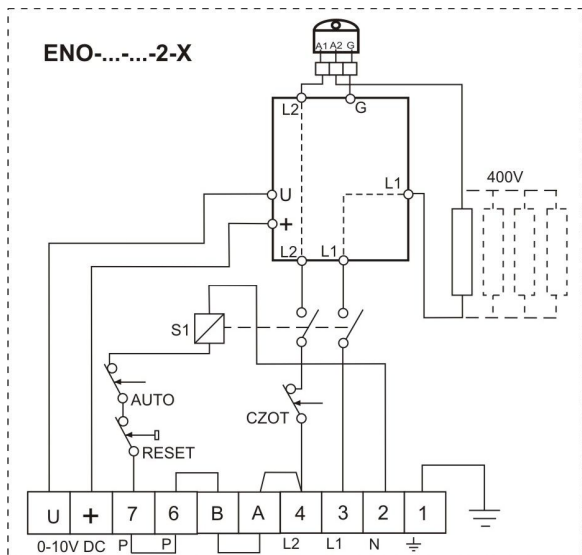 ENO-...-...-2-X
A1 A2 G
L2 G
400V
U L1
+
L2 L1
S1
AUTO
CZOT
RESET
U + 7 6 B A 4 3 2 1
0-10V DC P P L2 L1 N